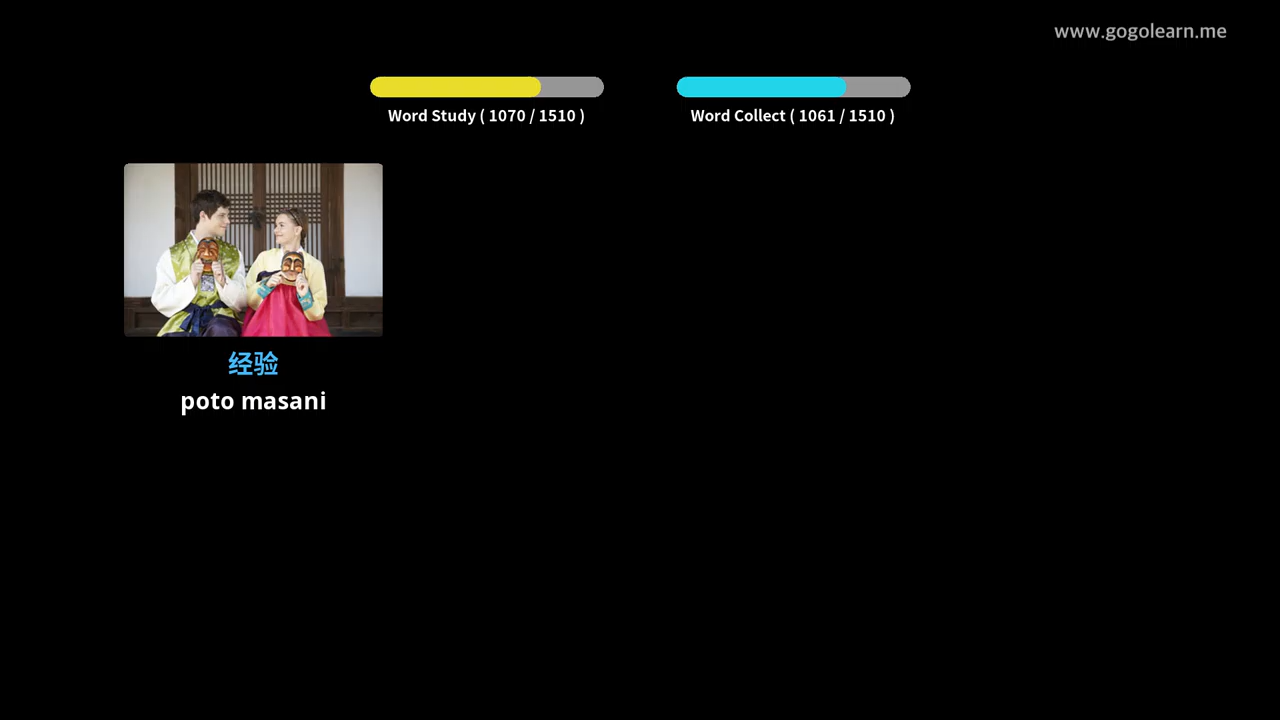 www.gogolearn.me
Word Study ( 1070 / 1510 )
Word Collect ( 1061 / 1510 )
经验
poto masani